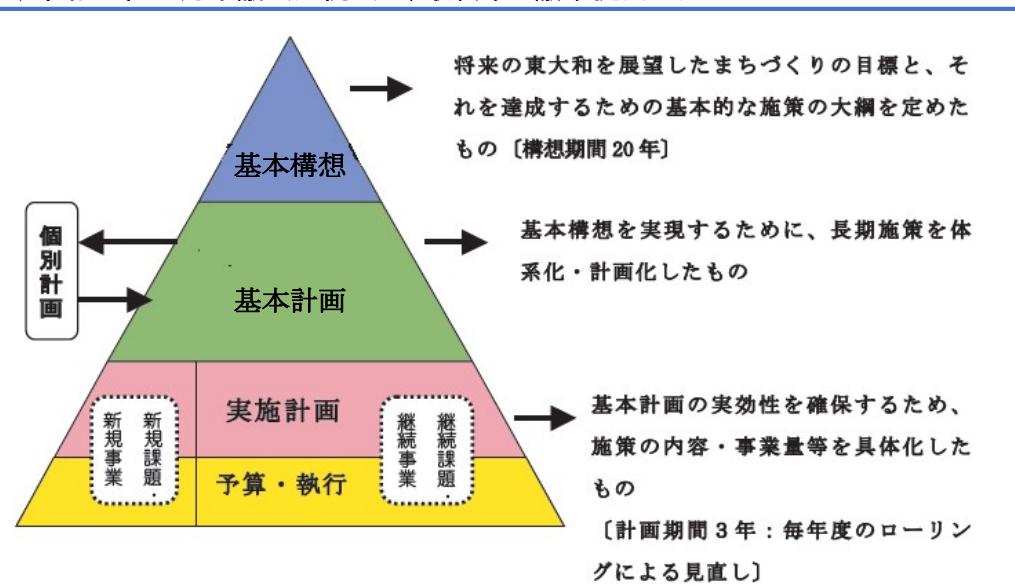 将来の東大和を展望したまちづくりの目標と、そ
れを達成するための基本的な施策の大綱を定めた
もの〔構想期間 20 年〕
基本構想
個別計画
基本構想を実現するために、長期施策を体
系化・計画化したもの
基本計画
実施計画
新規課題・
新規事業
継続課題・
継続事業
予算・執行
基本計画の実効性を確保するため、
施策の内容・事業量等を具体化した
もの
〔計画期間 3 年：毎年度のローリン
グによる見直し〕